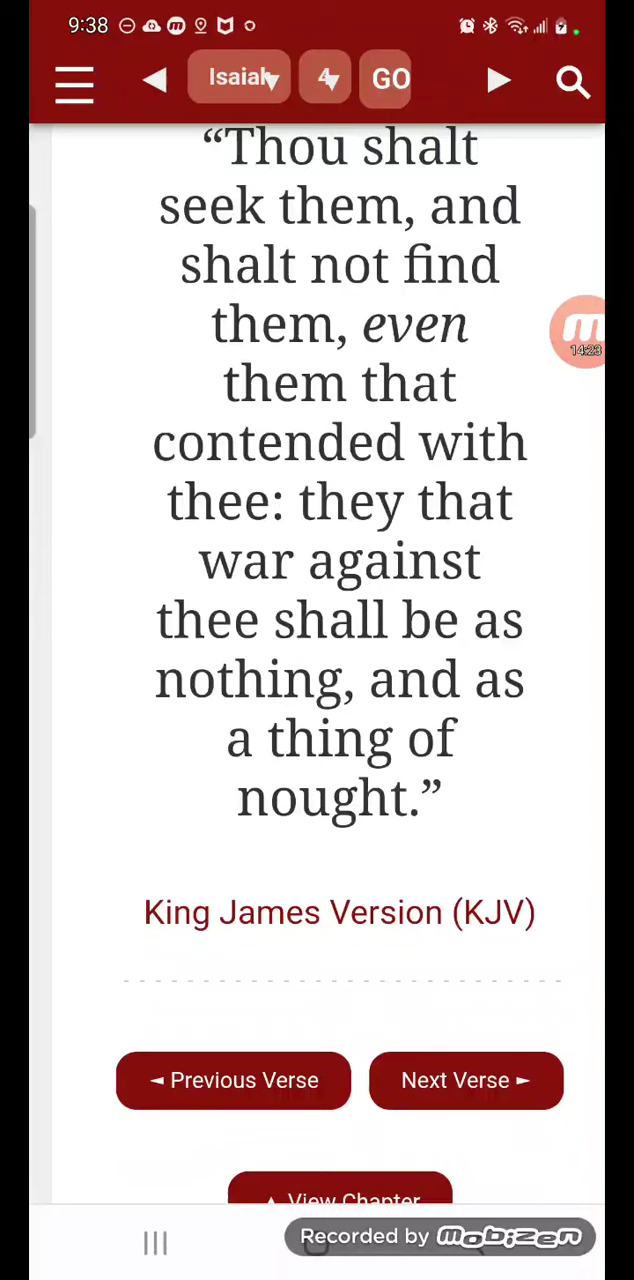 9:38
Isaiah 4 GO
“Thou shalt
seek them, and
shalt not find
them, even
them that
contended with
thee: they that
war against
thee shall be as
nothing, and as
a thing of
nought.”
14:23
King James Version (KJV)
◄ Previous Verse Next Verse ►
▲ View Chapter
Recorded by mobizen